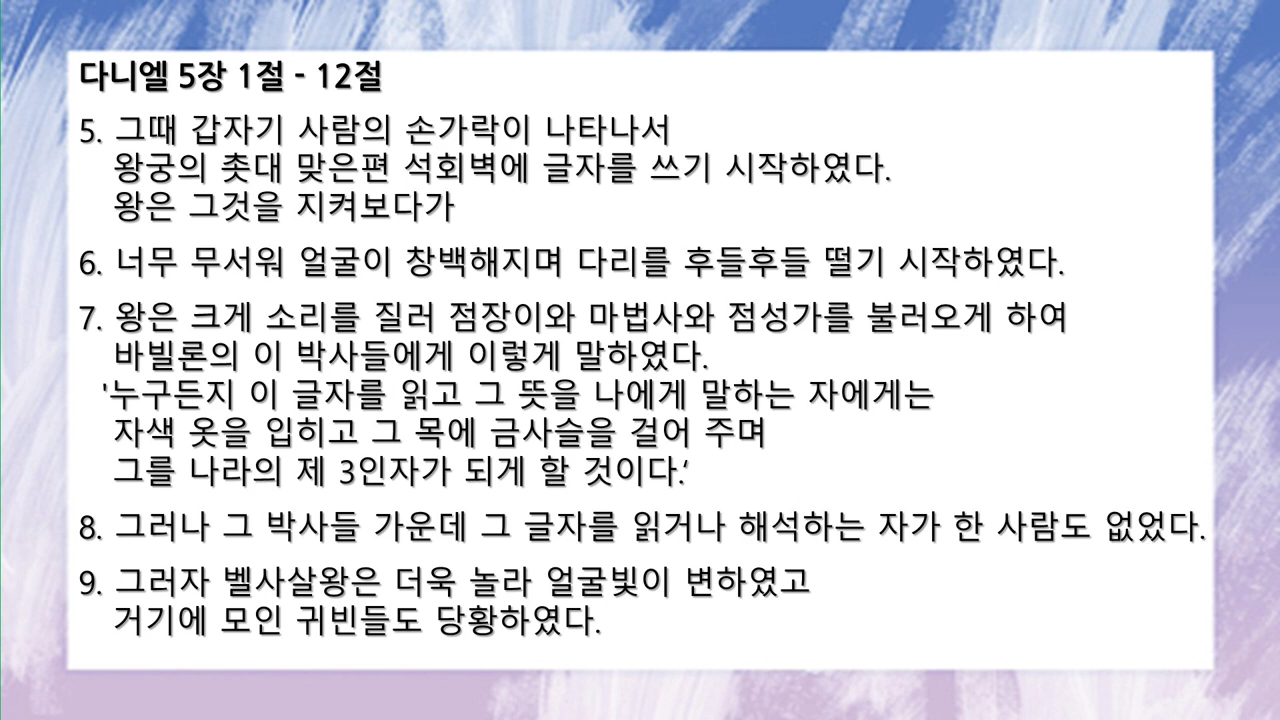 다니엘 5장 1절 - 12절
5. 그때 갑자기 사람의 손가락이 나타나서
왕궁의 촛대 맞은편 석회벽에 글자를 쓰기 시작하였다.
왕은 그것을 지켜보다가
6. 너무 무서워 얼굴이 창백해지며 다리를 후들후들 떨기 시작하였다.
7. 왕은 크게 소리를 질러 점장이와 마법사와 점성가를 불러오게 하여
바빌론의 이 박사들에게 이렇게 말하였다.
'누구든지 이 글자를 읽고 그 뜻을 나에게 말하는 자에게는
자색 옷을 입히고 그 목에 금사슬을 걸어 주며
그를 나라의 제 3인자가 되게 할 것이다.‘
8. 그러나 그 박사들 가운데 그 글자를 읽거나 해석하는 자가 한 사람도 없었다.
9. 그러자 벨사살왕은 더욱 놀라 얼굴빛이 변하였고
거기에 모인 귀빈들도 당황하였다.